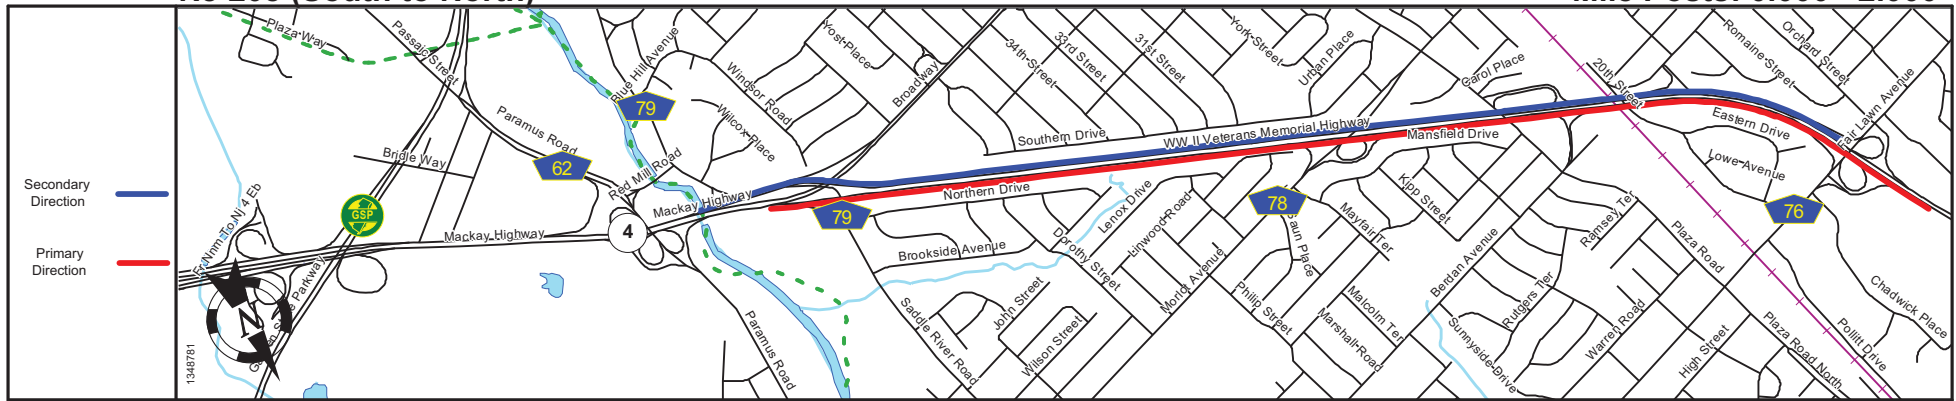 Secondary
Direction
Primary
Direction
Plaza Way
Passaic Street
Blue Hill Avenue
Windsor Road
Yost Place
Broadway
34th Street
33rd Street
31st Street
York Street
Urban Place
Carol Place
20th Street
Romaine Street
Orchard Street
Fair Lawn Avenue
79
Wilcox Place
Paramus Road
62
Bridle Way
Red Mill Road
Southern Drive
WW II Veterans Memorial Highway
Mansfield Drive
Eastern Drive
Lowe Avenue
GSP
Mackay Highway
Mackay Highway
4
79
Northern Drive
78
76
Brookside Avenue
Dorothy Street
Lenox Drive
Linwood Road
Morlot Avenue
Philip Street
Mayfair Ter
Kipp Street
Berdan Avenue
Ramsey Ter
Plaza Road
Chadwick Place
Saddle River Road
John Street
Wilson Street
Malcolm Ter
Marshall Road
Sunnyside Drive
Rutgers Ter
Warren Road
High Street
Plaza Road North
Pollitt Drive
Paramus Road
N
1348781